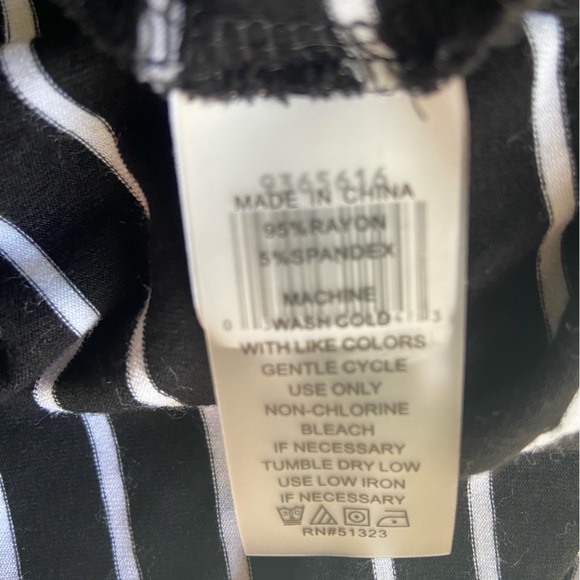 9365616
MADE IN CHINA
95%RAYON
5%SPANDEX
MACHINE
WASH COLD
WITH LIKE COLORS
GENTLE CYCLE
USE ONLY
NON-CHLORINE
BLEACH
IF NECESSARY
TUMBLE DRY LOW
USE LOW IRON
IF NECESSARY
RN#51323